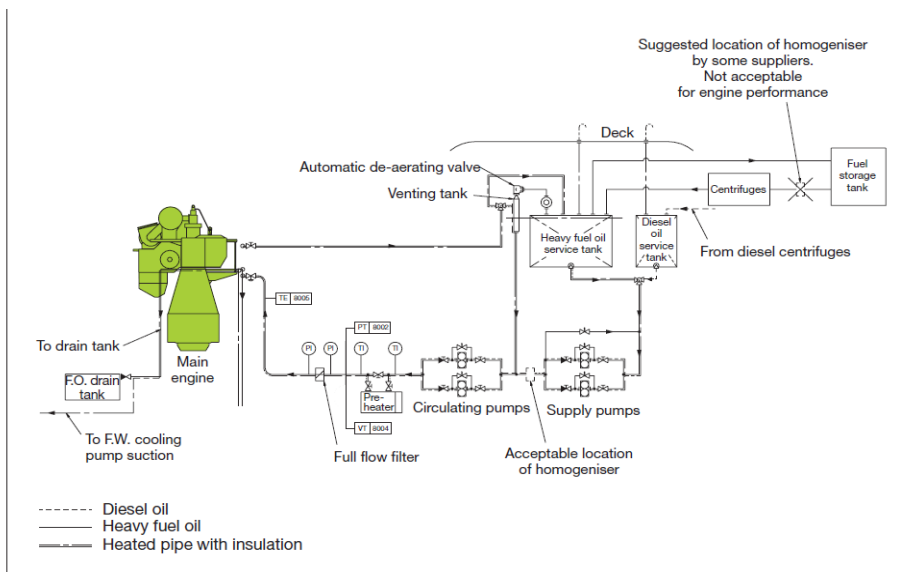 Suggested location of homogeniser
by some suppliers.
Not acceptable
for engine performance
Deck
Automatic de-aerating valve
Venting tank
Fuel
storage
tank
Centrifuges
Heavy fuel oil
service tank
Diesel
oil
service
tank
From diesel centrifuges
TE 8005
PT 8002
PI
PI
TI
TI
To drain tank
Main
engine
F.O. drain
tank
Pre-
heater
Circulating pumps
Supply pumps
VT 8004
To F.W. cooling
pump suction
Full flow filter
Acceptable location
of homogeniser
Diesel oil
Heavy fuel oil
Heated pipe with insulation